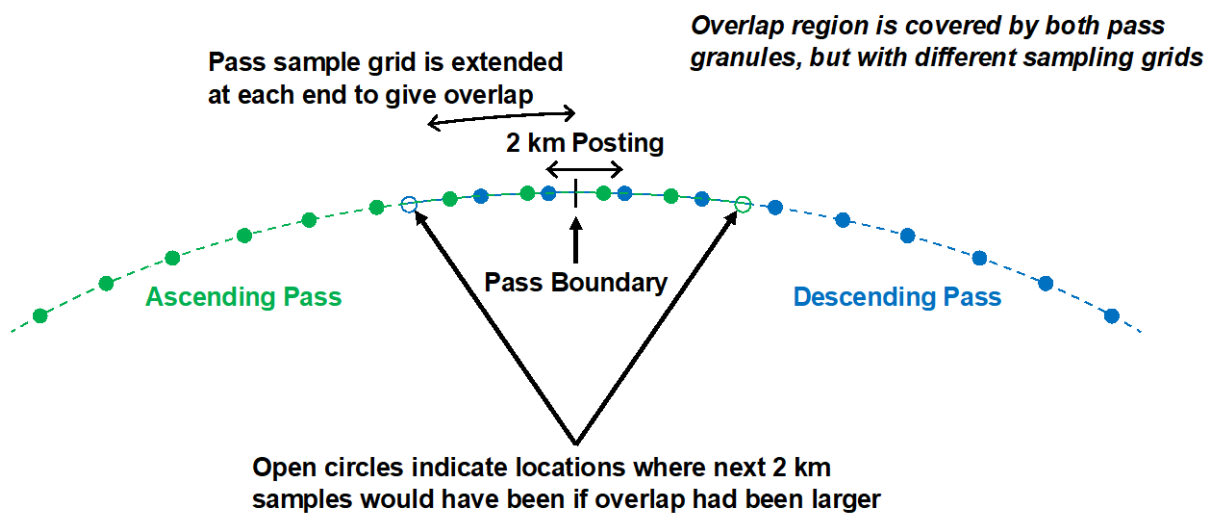 Overlap region is covered by both pass
granules, but with different sampling grids
Pass sample grid is extended
at each end to give overlap
2 km Posting
Pass Boundary
Ascending Pass
Descending Pass
Open circles indicate locations where next 2 km
samples would have been if overlap had been larger